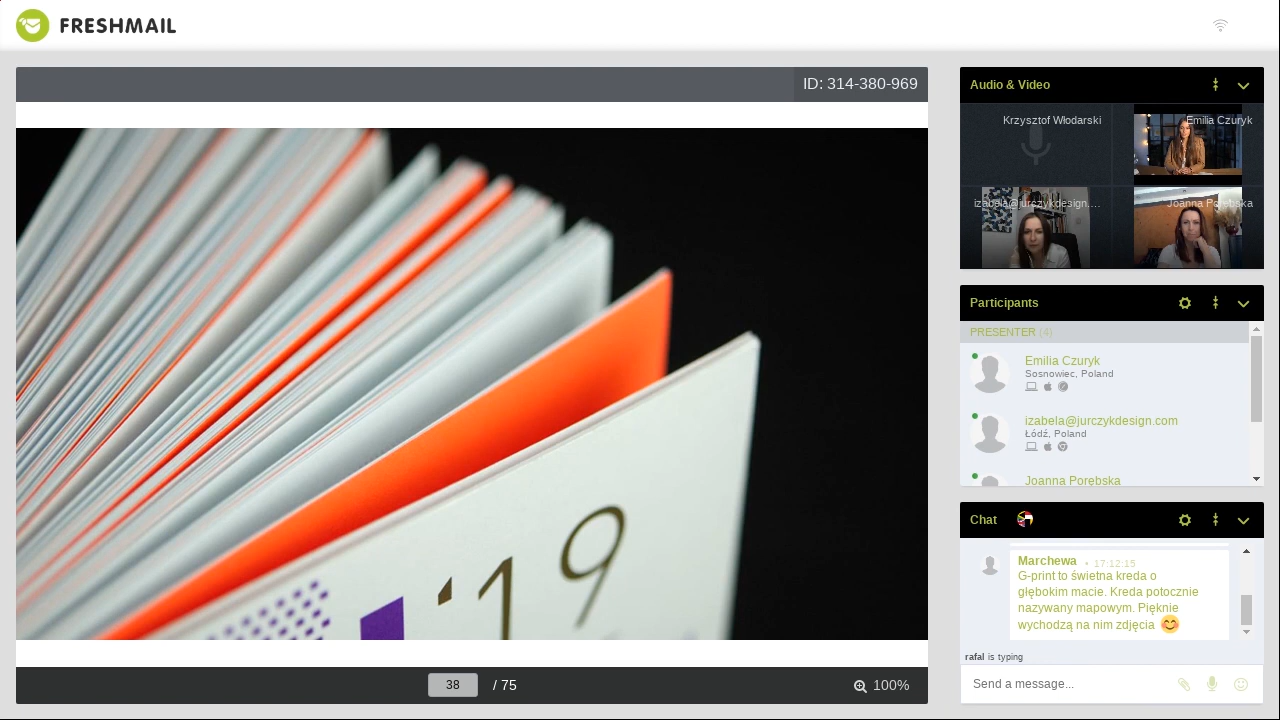 FRESHMAIL
ID: 314-380-969
'19
38 / 75
100%
Audio & Video
Krzysztof Włodarski
Emilia Czuryk
izabela@jurczykdesign....
Joanna Porębska
Participants
PRESENTER (4)
Emilia Czuryk
Sosnowiec, Poland
izabela@jurczykdesign.com
Łódź, Poland
Joanna Porębska
Chat
Marchewa • 17:12:15
G-print to świetna kreda o
głębokim macie. Kreda potocznie
nazywany mapowym. Pięknie
wychodzą na nim zdjęcia 😊
rafal is typing
Send a message...